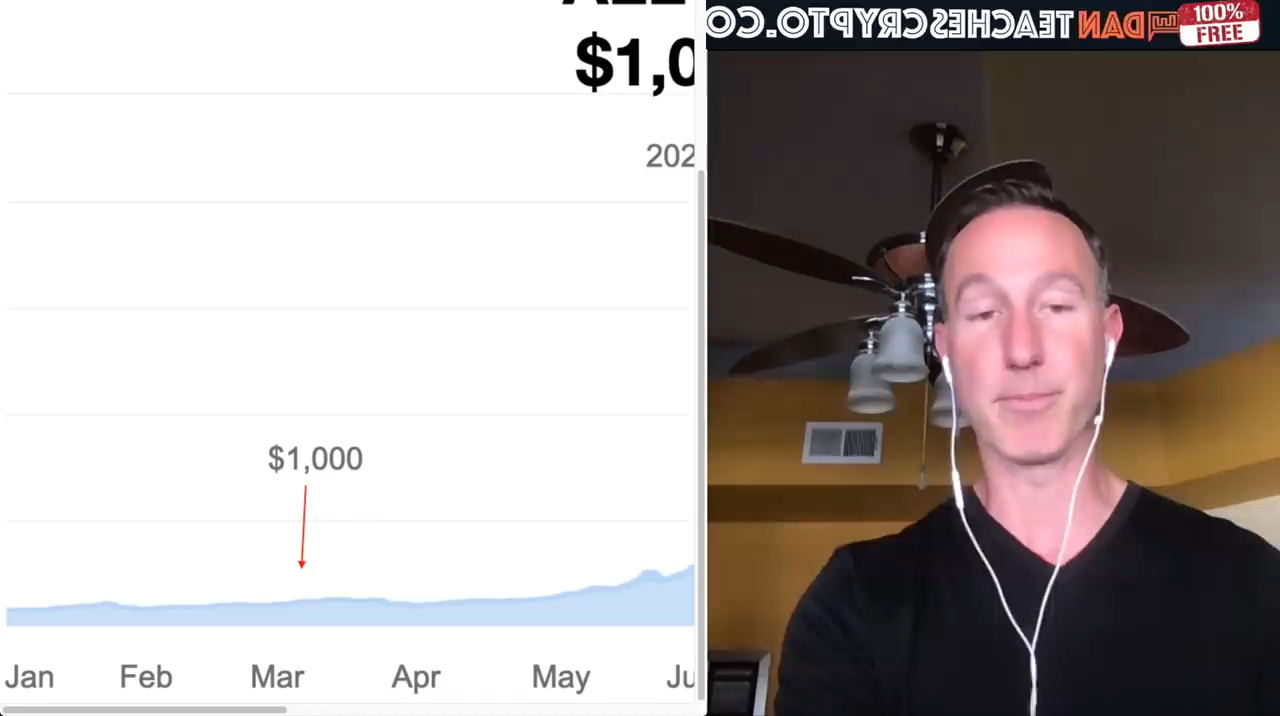 $1,0
202
$1,000
Jan Feb Mar Apr May Ju
DANTEACHESCRYPTO.CO
100%
FREE